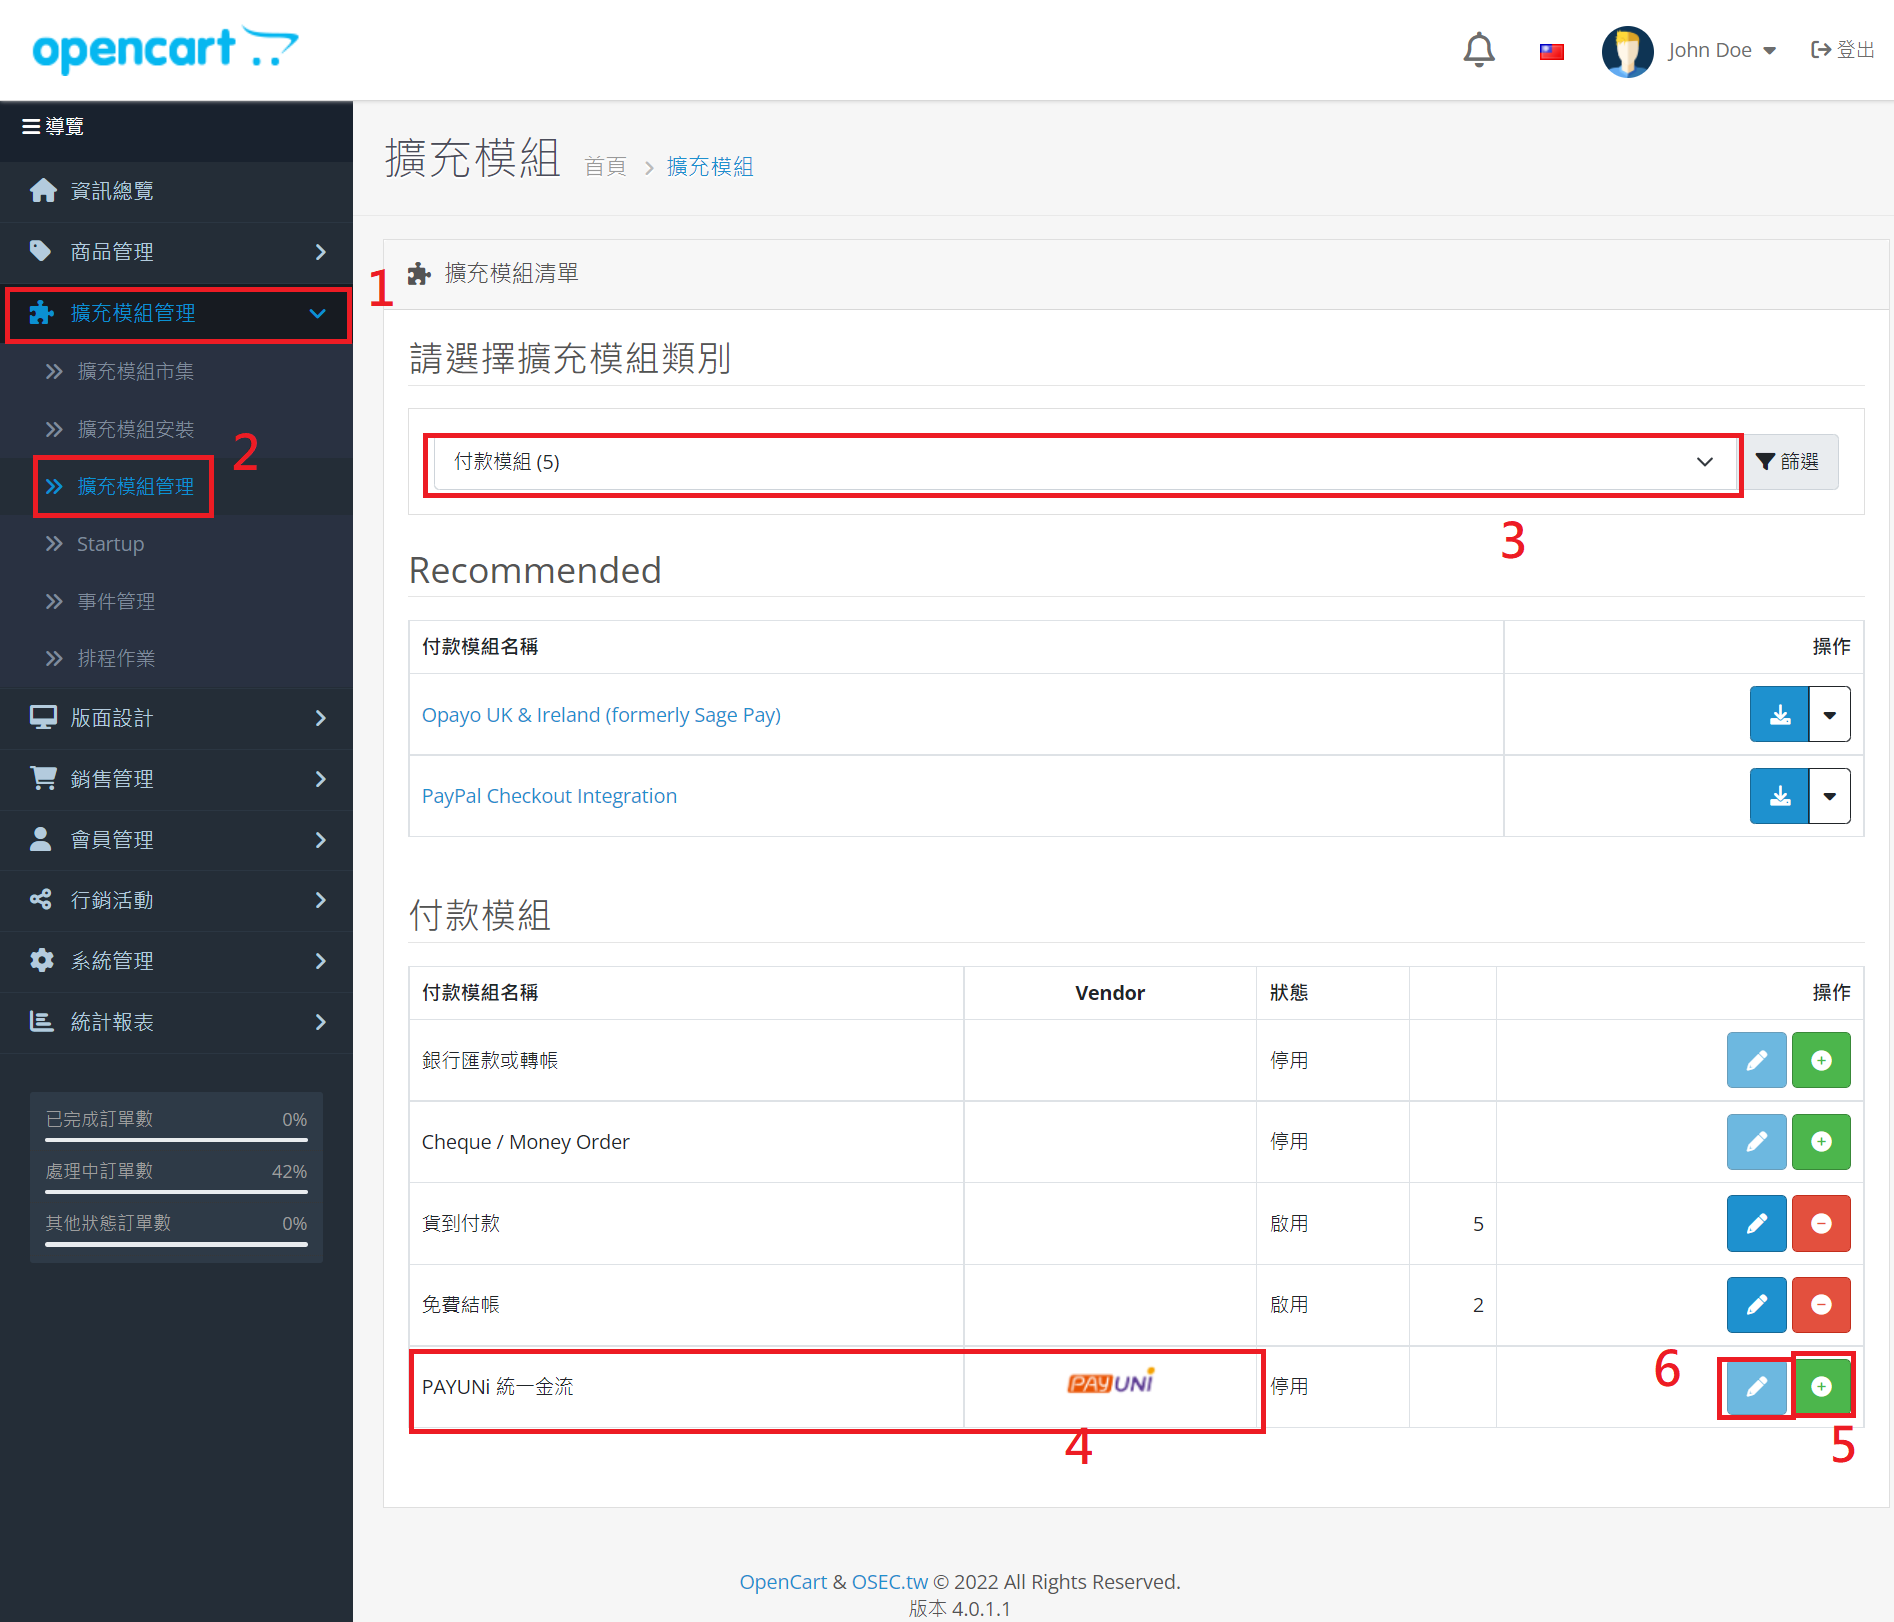 opencart
John Doe
登出
導覽
資訊總覽
商品管理
擴充模組管理
1
擴充模組市集
擴充模組安裝
2
擴充模組管理
Startup
事件管理
排程作業
版面設計
銷售管理
會員管理
行銷活動
系統管理
統計報表
已完成訂單數 0%
處理中訂單數 42%
其他狀態訂單數 0%
擴充模組 首頁 > 擴充模組
擴充模組清單
請選擇擴充模組類別
付款模組 (5) 篩選
3
Recommended
付款模組名稱 操作
Opayo UK & Ireland (formerly Sage Pay)
PayPal Checkout Integration
付款模組
付款模組名稱 Vendor 狀態 操作
銀行匯款或轉帳 停用
Cheque / Money Order 停用
貨到付款 啟用 5
免費結帳 啟用 2
PAYUNi 統一金流 PAYUNi 停用 6
4 5
OpenCart & OSEC.tw © 2022 All Rights Reserved.
版本 4.0.1.1